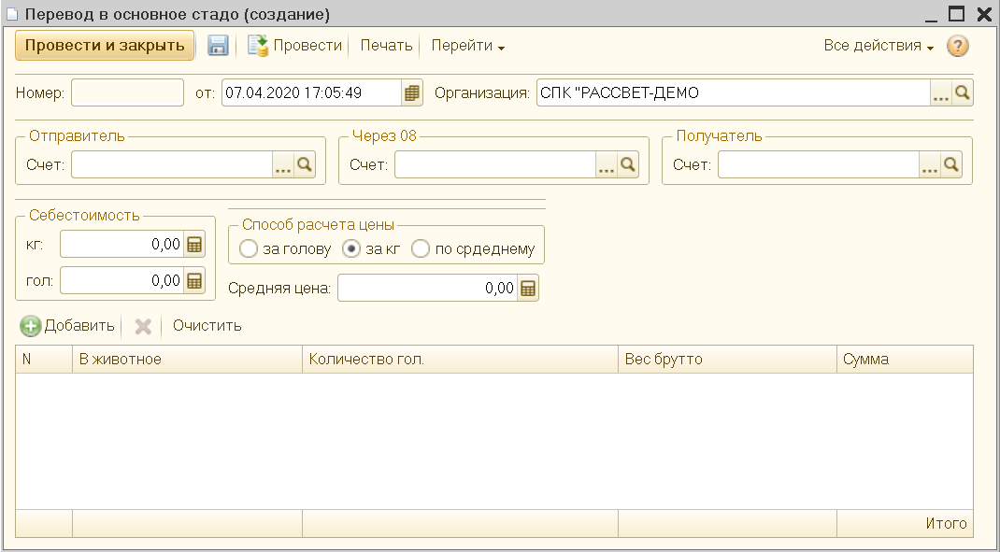 Перевод в основное стадо (создание)
Провести и закрыть Провести Печать Перейти Все действия ?
Номер: от: 07.04.2020 17:05:49 Организация: СПК "РАССВЕТ-ДЕМО ...
Отправитель Через 08 Получатель
Счет: ... Счет: ... Счет: ...
Себестоимость Способ расчета цены
кг: 0,00 за голову за кг по срдеднему
гол: 0,00 Средняя цена: 0,00
Добавить Очистить
N В животное Количество гол. Вес брутто Сумма
Итого